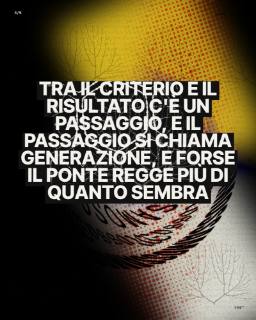 TRA IL CRITERIO E IL
RISULTATO C'È UN
PASSAGGIO, E IL
PASSAGGIO SI CHIAMA
GENERAZIONE, E FORSE
IL PONTE REGGE PIÙ DI
QUANTO SEMBRA